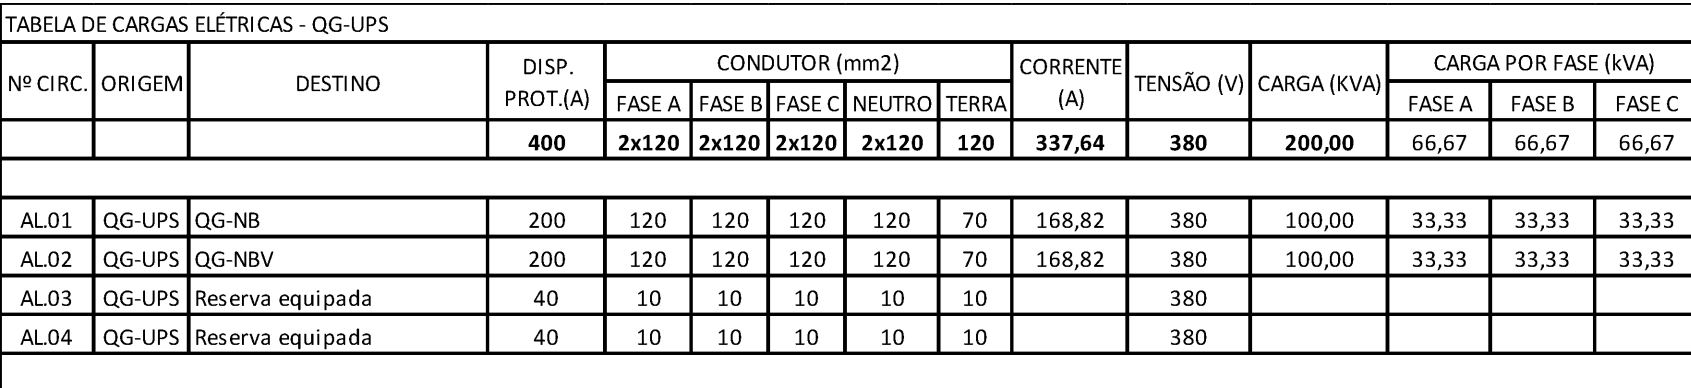 TABELA DE CARGAS ELÉTRICAS - QG-UPS
Nº CIRC. ORIGEM DESTINO DISP. PROT.(A) CONDUTOR (mm2) CORRENTE (A) TENSÃO (V) CARGA (KVA) CARGA POR FASE (kVA)
FASE A FASE B FASE C NEUTRO TERRA FASE A FASE B FASE C
400 2x120 2x120 2x120 2x120 120 337,64 380 200,00 66,67 66,67 66,67
AL.01 QG-UPS QG-NB 200 120 120 120 120 70 168,82 380 100,00 33,33 33,33 33,33
AL.02 QG-UPS QG-NBV 200 120 120 120 120 70 168,82 380 100,00 33,33 33,33 33,33
AL.03 QG-UPS Reserva equipada 40 10 10 10 10 10 380
AL.04 QG-UPS Reserva equipada 40 10 10 10 10 10 380